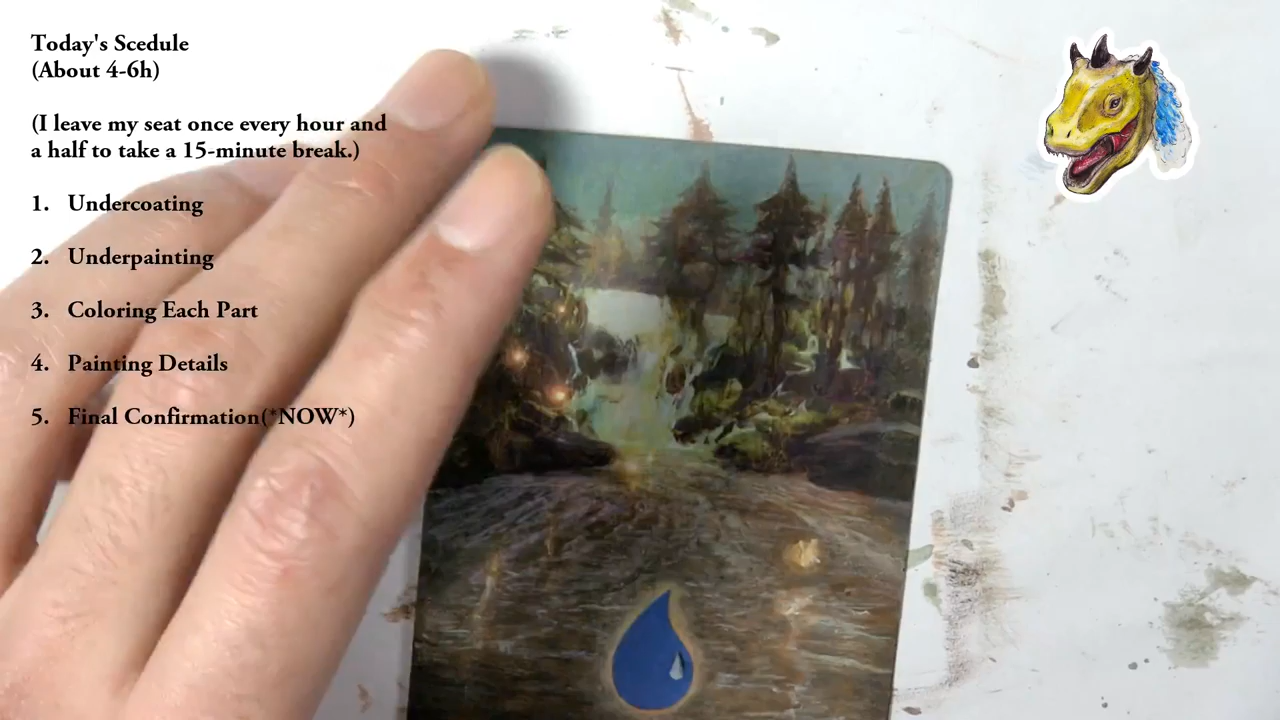 Today's Scedule
(About 4-6h)
(I leave my seat once every hour and
a half to take a 15-minute break.)
1. Undercoating
2. Underpainting
3. Coloring Each Part
4. Painting Details
5. Final Confirmation(*NOW*)